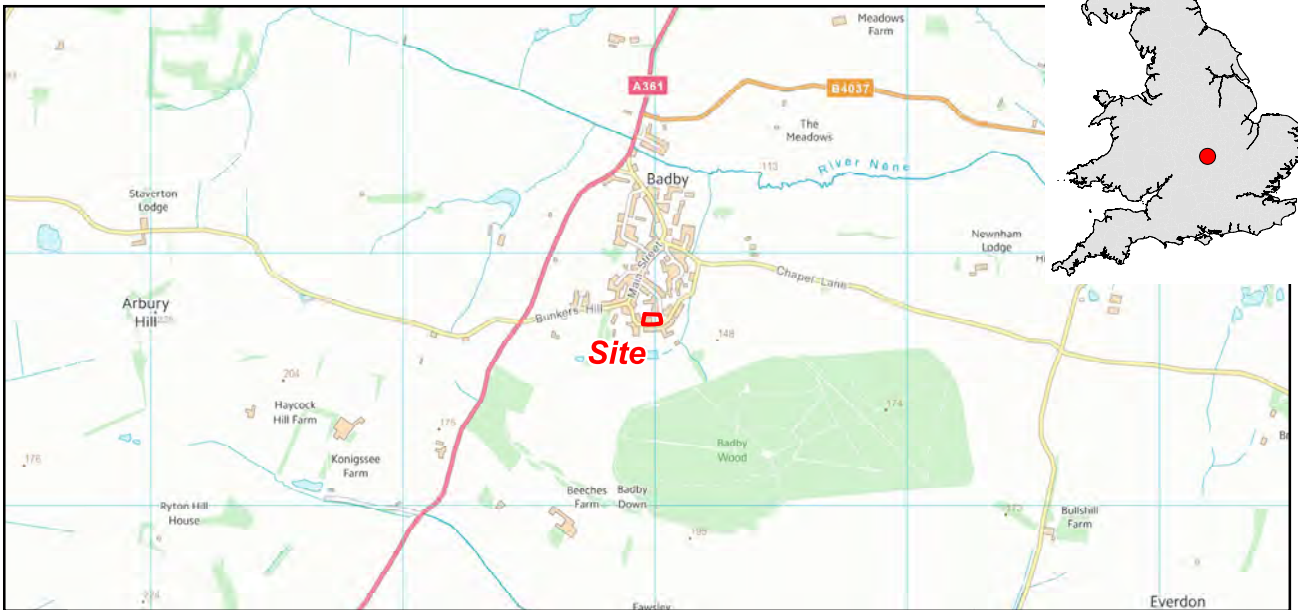 Meadows
Farm
A361
B4037
The
Meadows
113
River Nene
Badby
Staverton
Lodge
Newnham
Lodge
Main Street
Chapel Lane
Arbury
Hill
Bunkers Hill
Site
148
204
Haycock
Hill Farm
174
175
Badby
Wood
176
Konigssee
Farm
Beeches
Farm
Badby
Down
Ryton Hill
House
Bullshill
Farm
195
Fawsley
Everdon